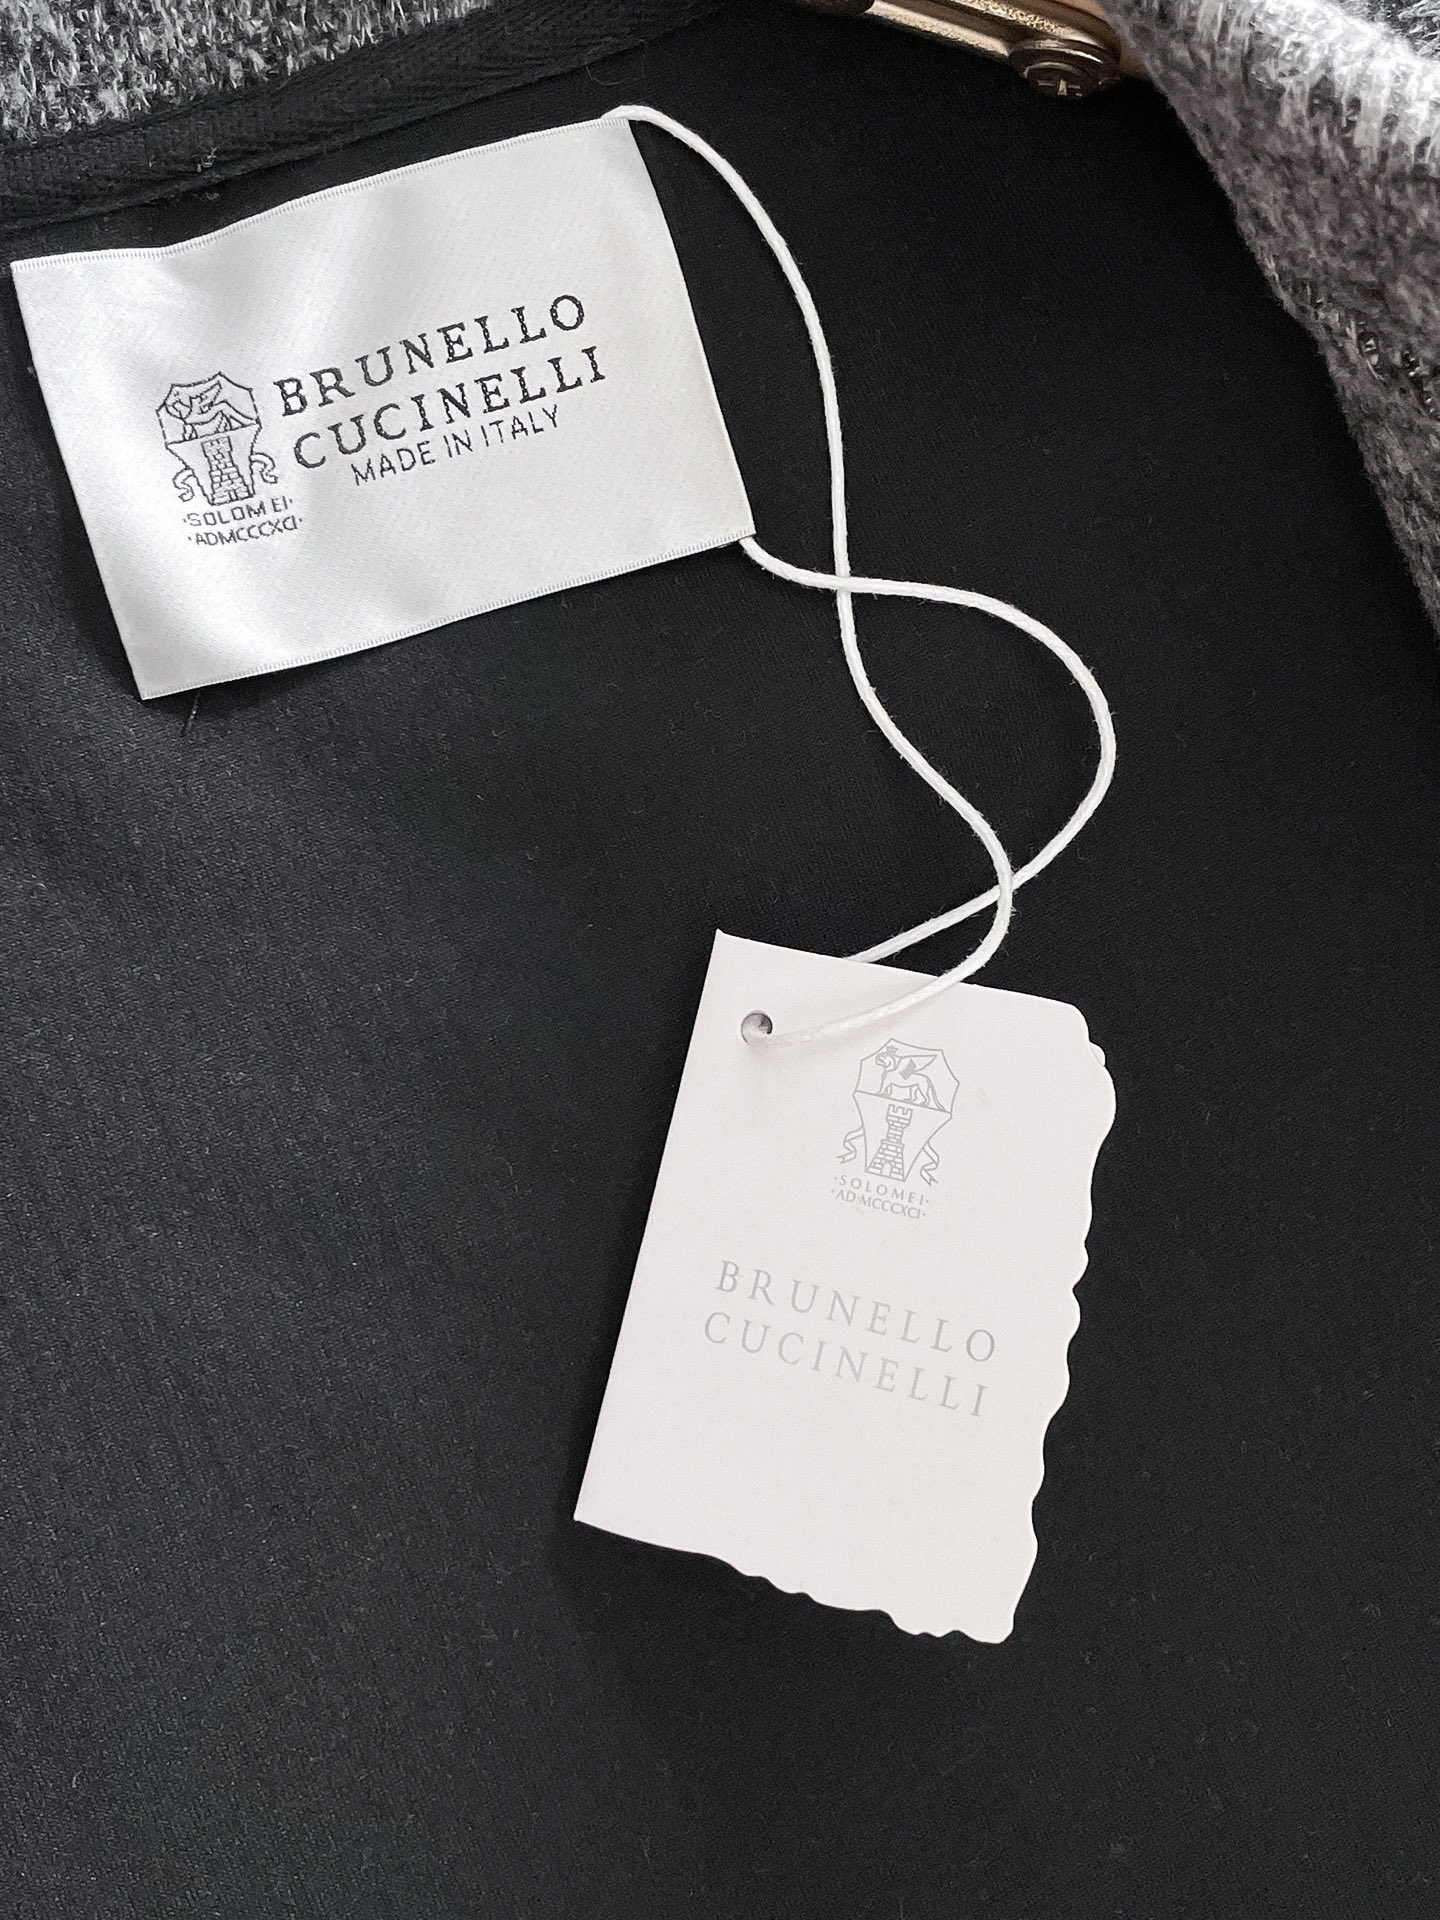 BRUNELLO
CUCINELLI
MADE IN ITALY
·SOLOMEI·
·ADMCCCXCI·
·SOLOMEI·
·AD·MCCCXCI·
BRUNELLO
CUCINELLI